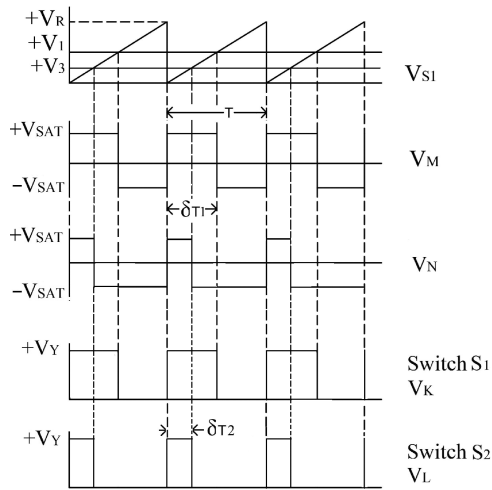 +VR
+V1
+V3
VS1
T
+VSAT
VM
−VSAT
δT1
+VSAT
VN
−VSAT
+VY
Switch S1
VK
+VY
δT2
Switch S2
VL